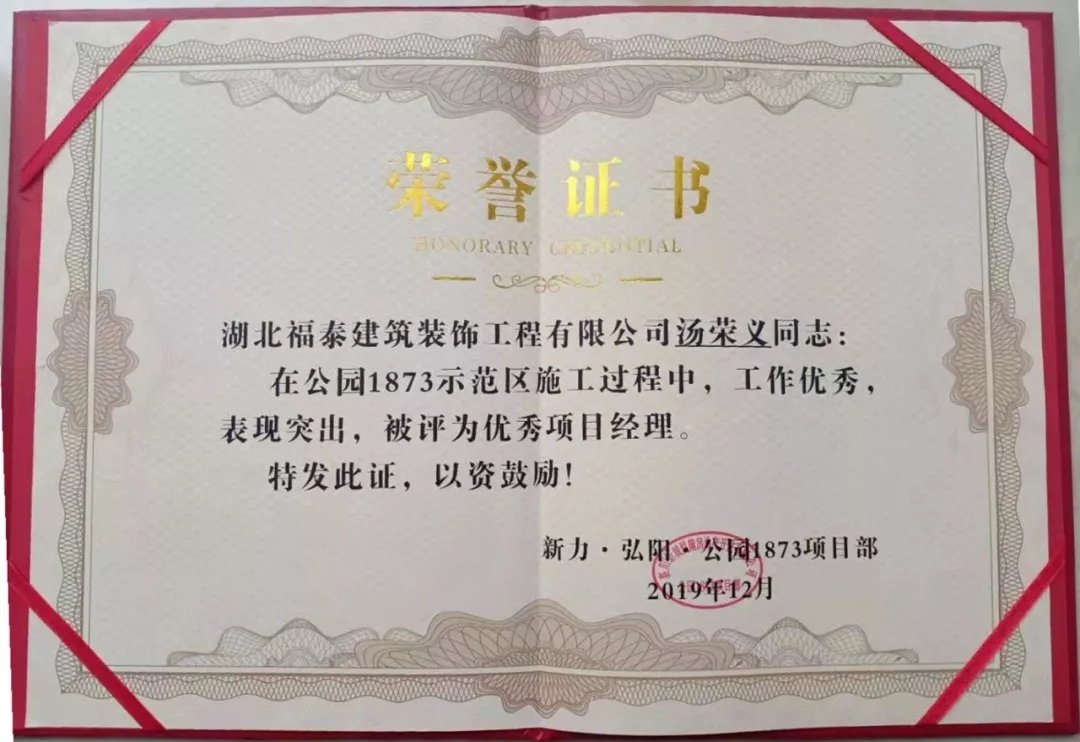 荣誉证书
HONORARY CREDENTIAL
湖北福泰建筑装饰工程有限公司汤荣义同志：
在公园1873示范区施工过程中，工作优秀，
表现突出，被评为优秀项目经理。
特发此证，以资鼓励！
新力·弘阳·公园1873项目部
2019年12月